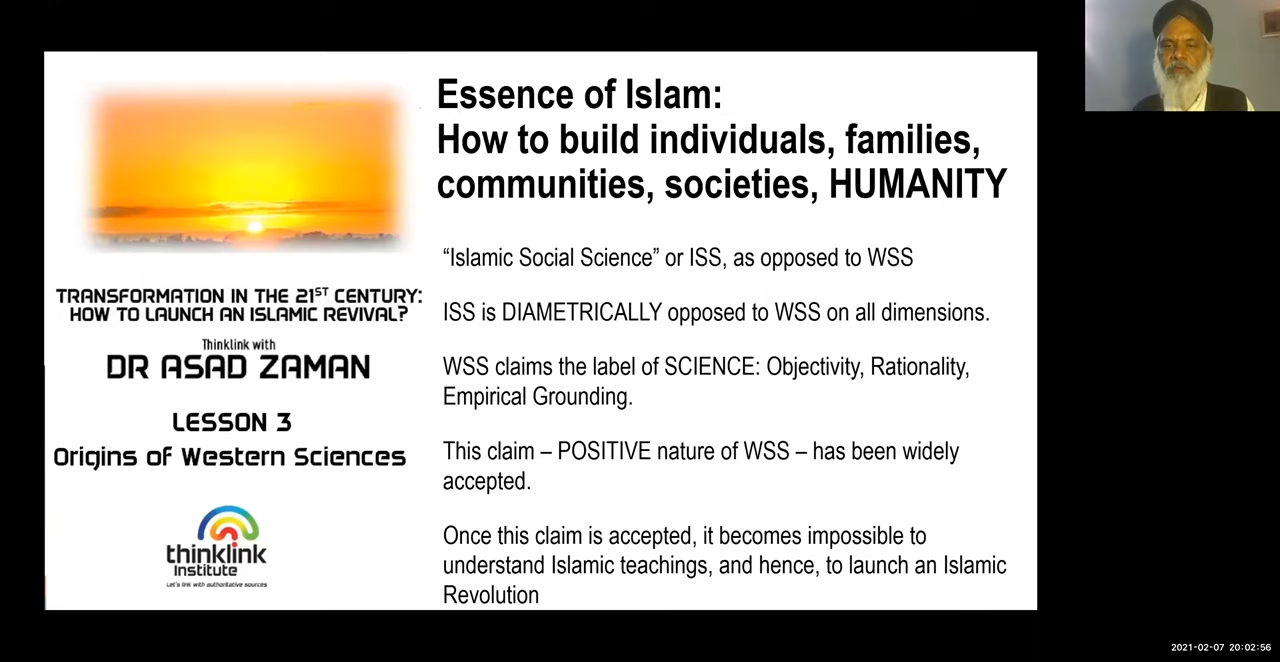 Essence of Islam:
How to build individuals, families,
communities, societies, HUMANITY
“Islamic Social Science” or ISS, as opposed to WSS
ISS is DIAMETRICALLY opposed to WSS on all dimensions.
WSS claims the label of SCIENCE: Objectivity, Rationality,
Empirical Grounding.
This claim – POSITIVE nature of WSS – has been widely
accepted.
Once this claim is accepted, it becomes impossible to
understand Islamic teachings, and hence, to launch an Islamic
Revolution
TRANSFORMATION IN THE 21ST CENTURY:
HOW TO LAUNCH AN ISLAMIC REVIVAL?
Thinklink with
DR ASAD ZAMAN
LESSON 3
Origins of Western Sciences
thinklink
Institute
Let's link with authoritative sources
2021-02-07 20:02:56